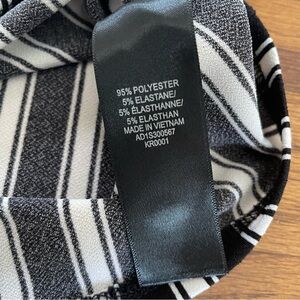 95% POLYESTER
5% ELASTANE/
5% ÉLASTHANNE/
5% ELASTHAN
MADE IN VIETNAM
AD1S300567
KR0001